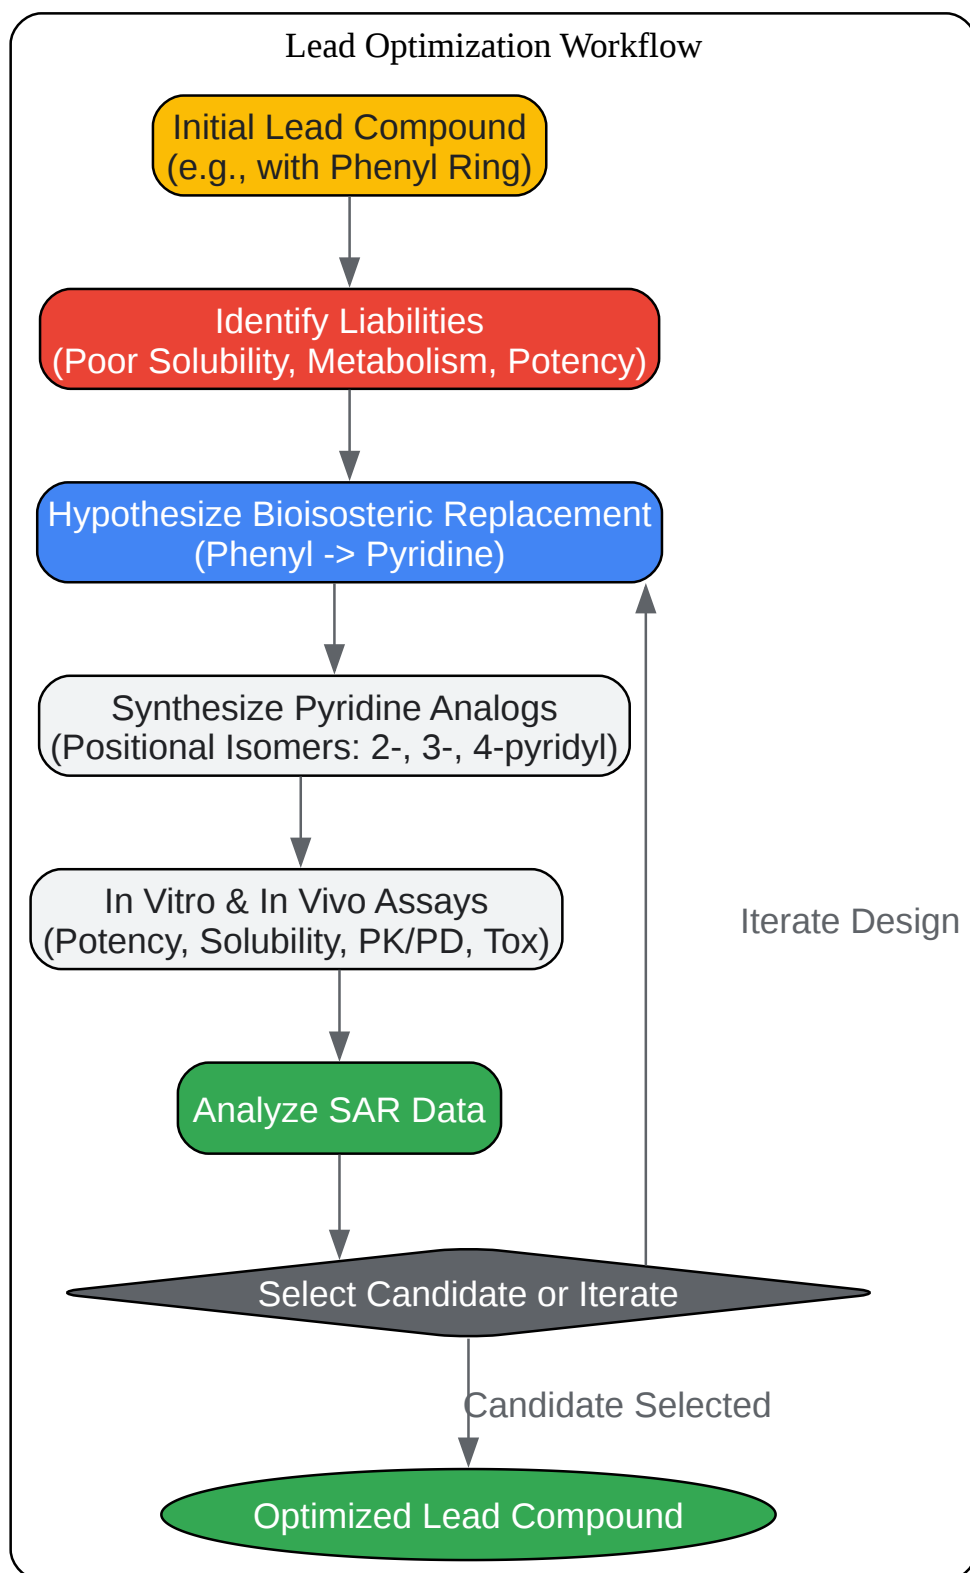 Lead Optimization Workflow
Initial Lead Compound
(e.g., with Phenyl Ring)
Identify Liabilities
(Poor Solubility, Metabolism, Potency)
Hypothesize Bioisosteric Replacement
(Phenyl -> Pyridine)
Synthesize Pyridine Analogs
(Positional Isomers: 2-, 3-, 4-pyridyl)
In Vitro & In Vivo Assays
(Potency, Solubility, PK/PD, Tox)
Iterate Design
Analyze SAR Data
Select Candidate or Iterate
Candidate Selected
Optimized Lead Compound